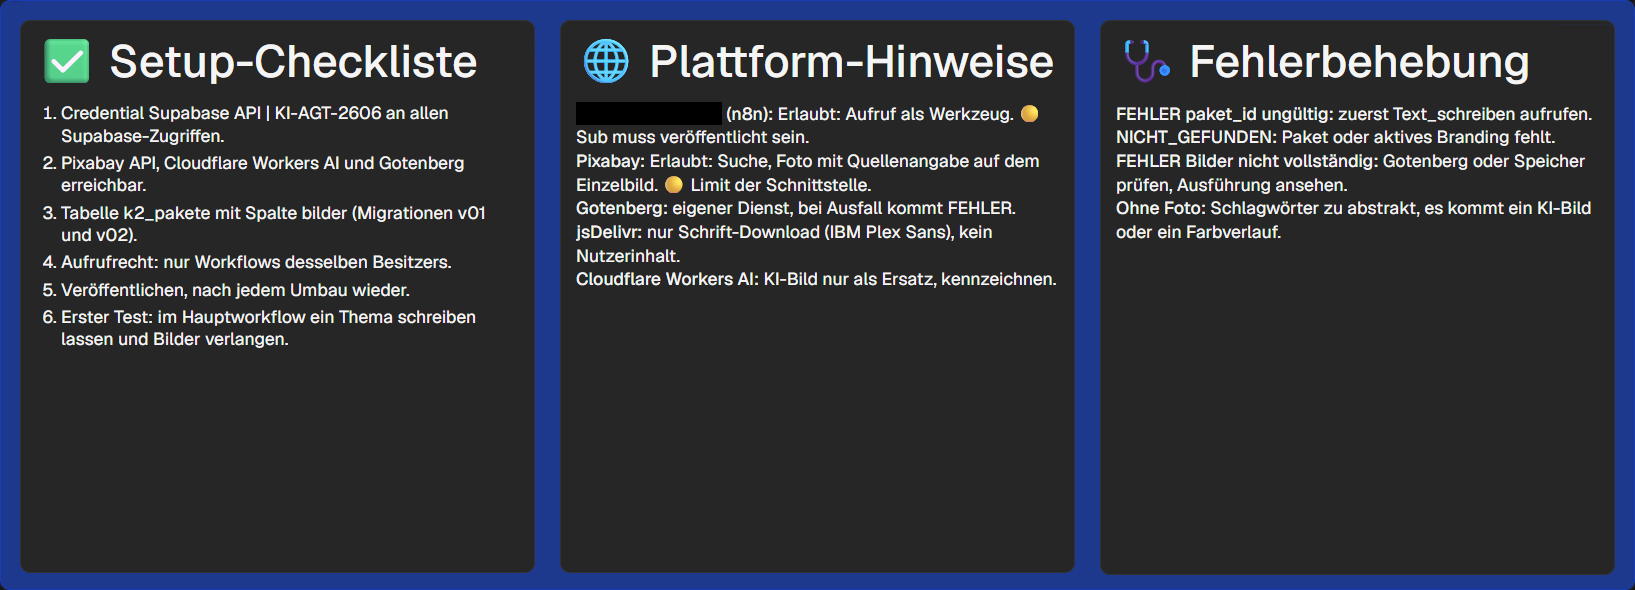 Setup-Checkliste
1. Credential Supabase API | KI-AGT-2606 an allen
Supabase-Zugriffen.
2. Pixabay API, Cloudflare Workers AI und Gotenberg
erreichbar.
3. Tabelle k2_pakete mit Spalte bilder (Migrationen v01
und v02).
4. Aufrufrecht: nur Workflows desselben Besitzers.
5. Veröffentlichen, nach jedem Umbau wieder.
6. Erster Test: im Hauptworkflow ein Thema schreiben
lassen und Bilder verlangen.
Plattform-Hinweise
(n8n): Erlaubt: Aufruf als Werkzeug.
Sub muss veröffentlicht sein.
Pixabay: Erlaubt: Suche, Foto mit Quellenangabe auf dem
Einzelbild. Limit der Schnittstelle.
Gotenberg: eigener Dienst, bei Ausfall kommt FEHLER.
jsDelivr: nur Schrift-Download (IBM Plex Sans), kein
Nutzerinhalt.
Cloudflare Workers AI: KI-Bild nur als Ersatz, kennzeichnen.
Fehlerbehebung
FEHLER paket_id ungültig: zuerst Text_schreiben aufrufen.
NICHT_GEFUNDEN: Paket oder aktives Branding fehlt.
FEHLER Bilder nicht vollständig: Gotenberg oder Speicher
prüfen, Ausführung ansehen.
Ohne Foto: Schlagwörter zu abstrakt, es kommt ein KI-Bild
oder ein Farbverlauf.